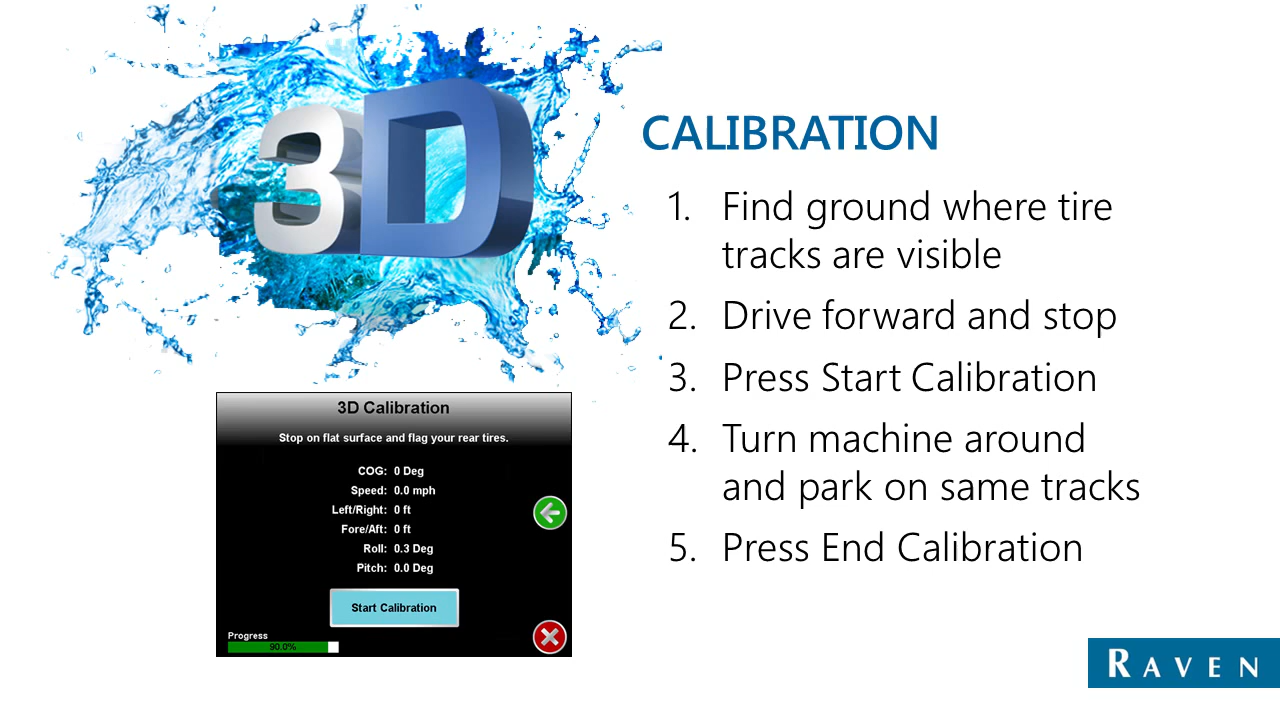 3D
CALIBRATION
1. Find ground where tire
tracks are visible
2. Drive forward and stop
3. Press Start Calibration
4. Turn machine around
and park on same tracks
5. Press End Calibration
3D Calibration
Stop on flat surface and flag your rear tires.
COG: 0 Deg
Speed: 0.0 mph
Left/Right: 0 ft
Fore/Aft: 0 ft
Roll: 0.3 Deg
Pitch: 0.0 Deg
Start Calibration
Progress
90.0%
RAVEN